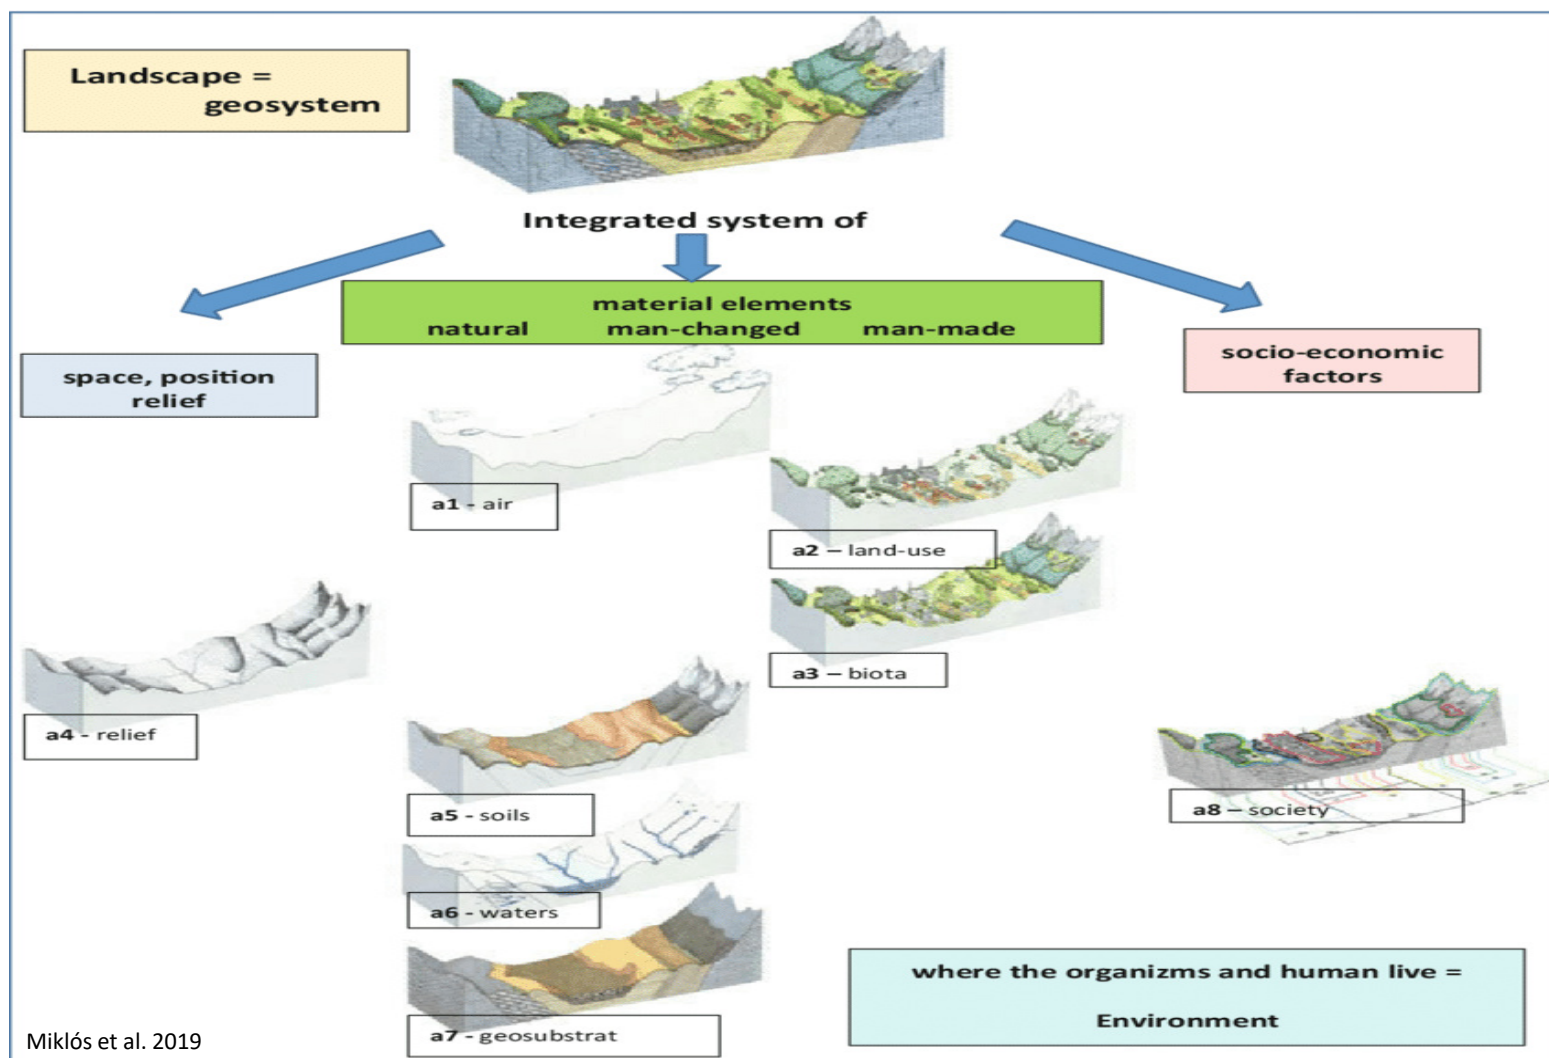 Landscape =
geosystem
Integrated system of
material elements
natural man-changed man-made
space, position
relief
socio-economic
factors
a1 - air
a2 – land-use
a3 – biota
a4 - relief
a5 - soils
a6 - waters
a7 - geosubstrat
a8 – society
where the organizms and human live =
Environment
Miklós et al. 2019